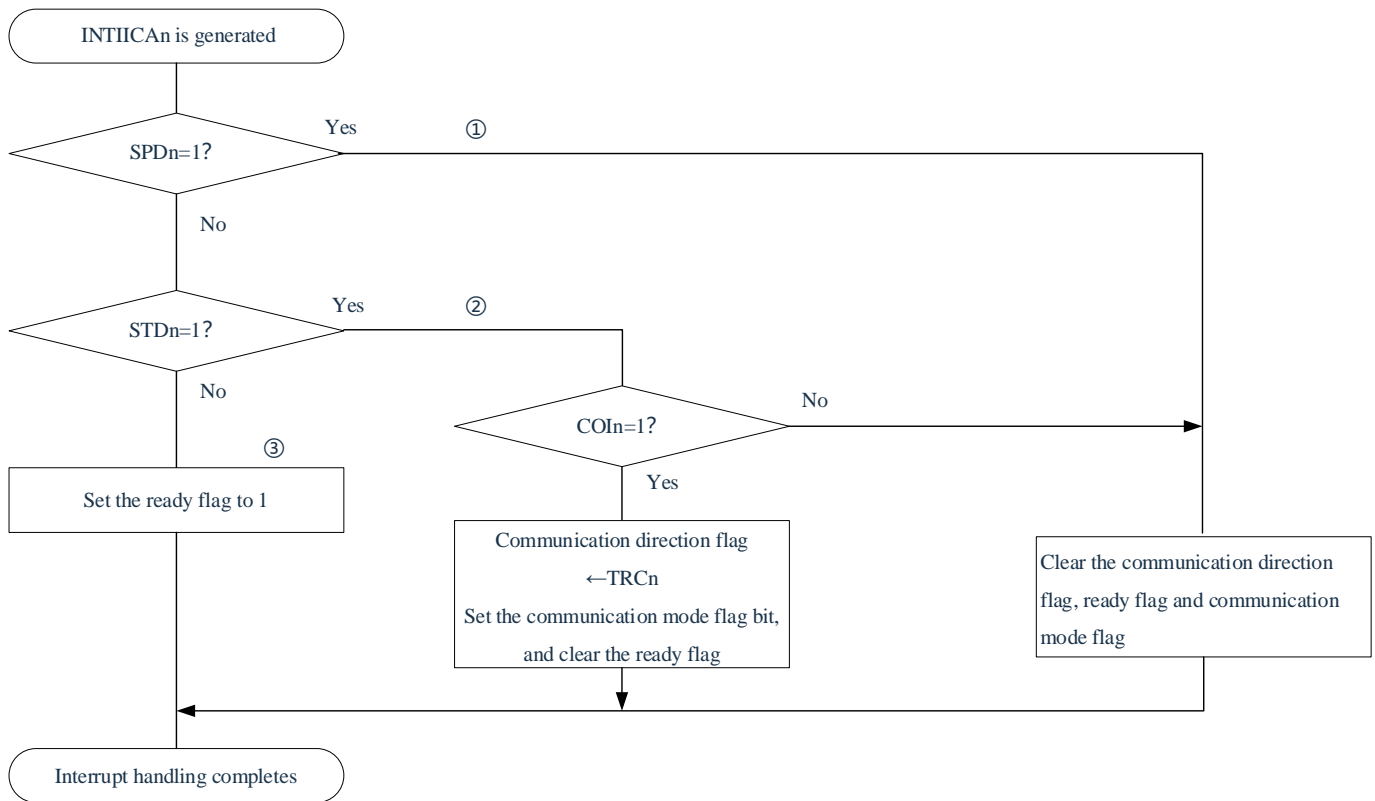 INTIICAn is generated
Yes
①
SPDn=1?
No
Yes
②
STDn=1?
No
No
COIn=1?
③
Yes
Set the ready flag to 1
Communication direction flag
←TRCn
Set the communication mode flag bit,
and clear the ready flag
Clear the communication direction
flag, ready flag and communication
mode flag
Interrupt handling completes